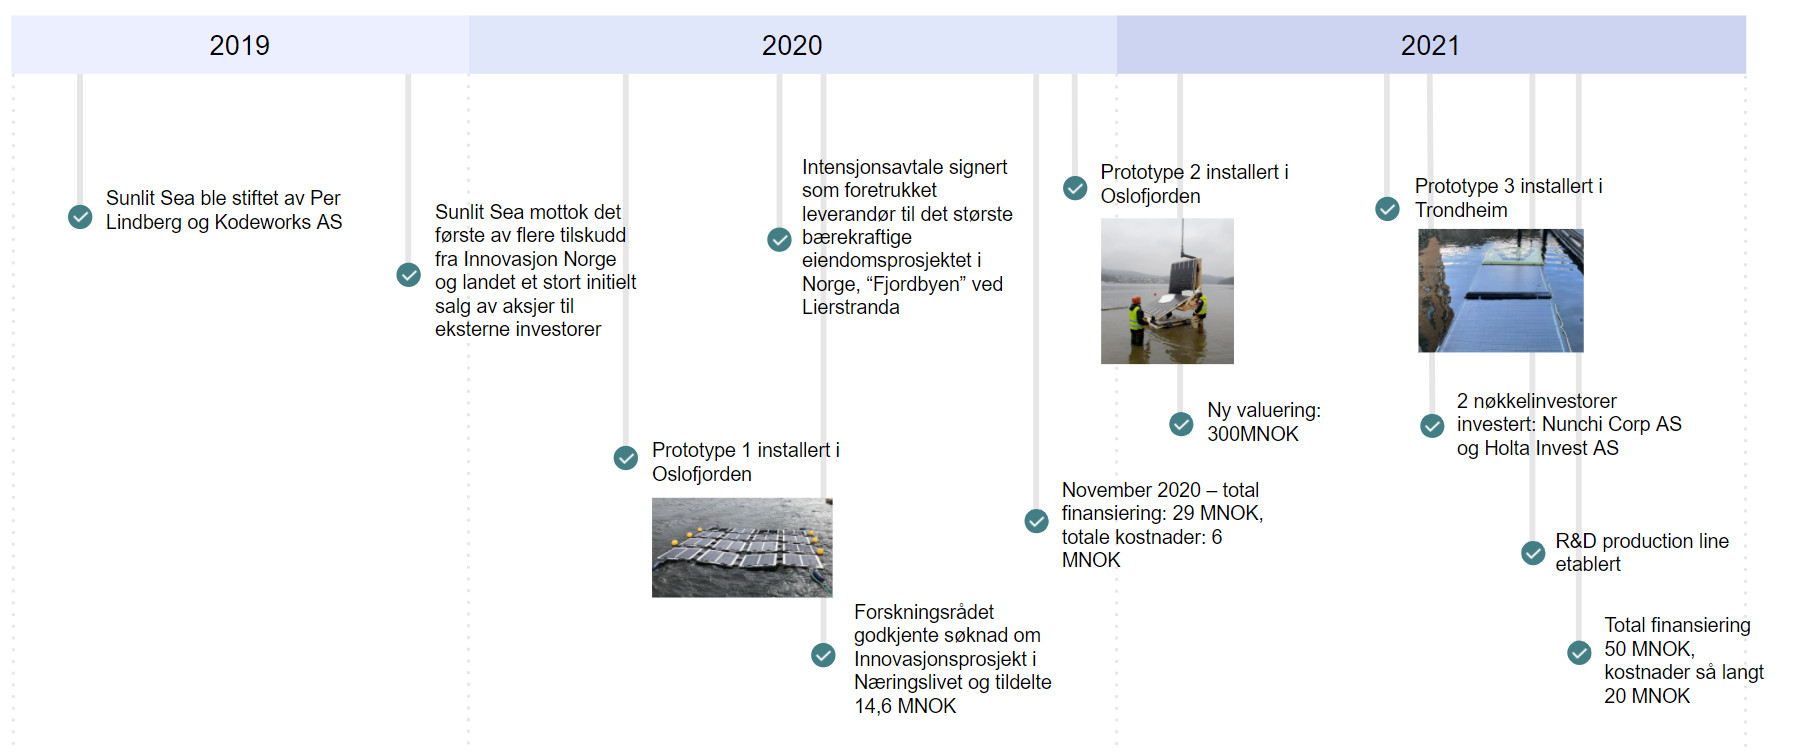 2019
2020
2021
Sunlit Sea ble stiftet av Per
Lindberg og Kodeworks AS
Sunlit Sea mottok det
første av flere tilskudd
fra Innovasjon Norge
og landet et stort initielt
salg av aksjer til
eksterne investorer
Prototype 1 installert i
Oslofjorden
Intensjonsavtale signert
som foretrukket
leverandør til det største
bærekraftige
eiendomsprosjektet i
Norge, “Fjordbyen” ved
Lierstranda
Forskningsrådet
godkjente søknad om
Innovasjonsprosjekt i
Næringslivet og tildelte
14,6 MNOK
November 2020 – total
finansiering: 29 MNOK,
totale kostnader: 6
MNOK
Prototype 2 installert i
Oslofjorden
Ny valuering:
300MNOK
Prototype 3 installert i
Trondheim
2 nøkkelinvestorer
investert: Nunchi Corp AS
og Holta Invest AS
R&D production line
etablert
Total finansiering
50 MNOK,
kostnader så langt
20 MNOK